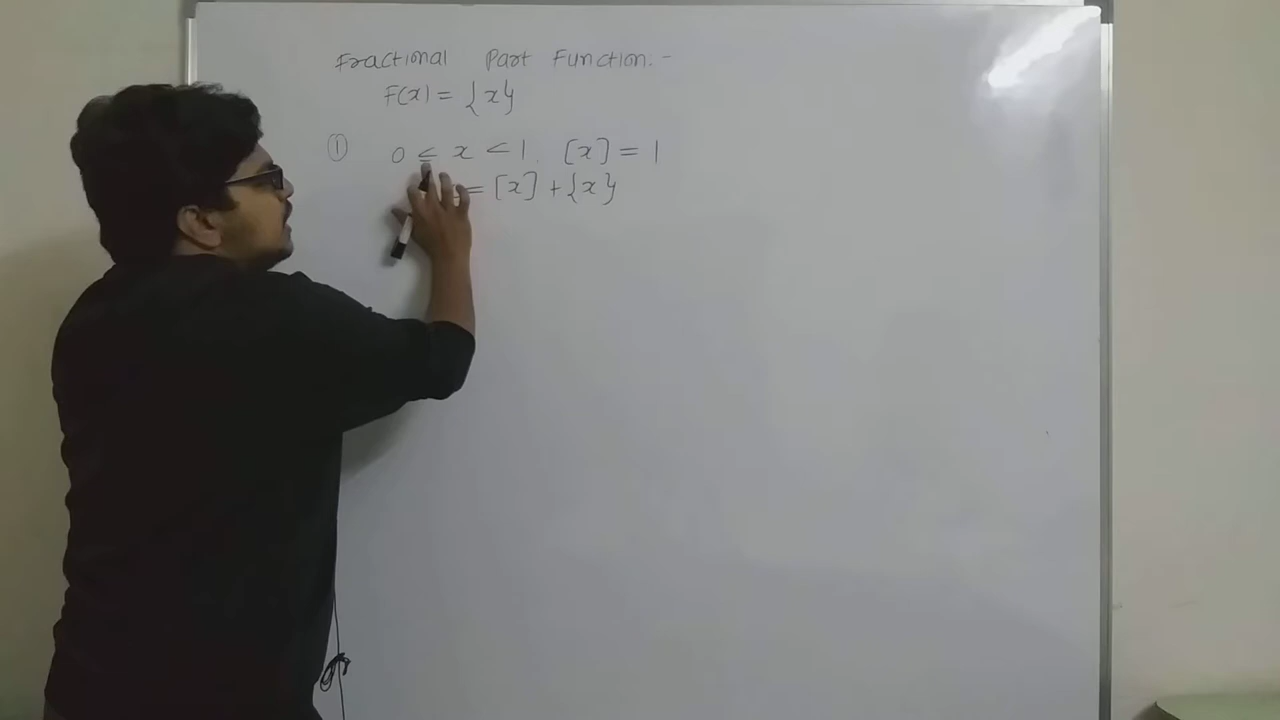 Fractional Part Function:-
F(x) = {x}
① 0 ≤ x < 1. [x] = 1
= [x] + {x}